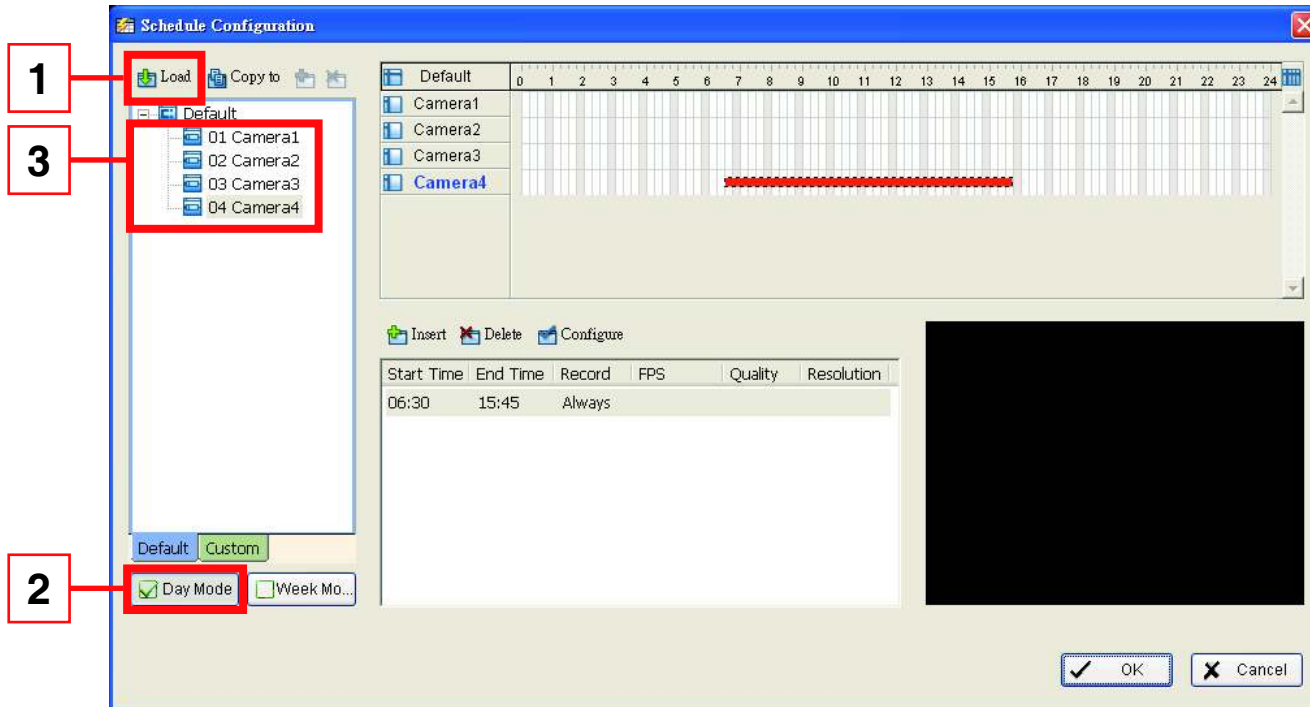 Schedule Configuration
1
Load Copy to
3
Default
01 Camera1
02 Camera2
03 Camera3
04 Camera4
Default Custom
2
Day Mode Week Mo...
Default 0 1 2 3 4 5 6 7 8 9 10 11 12 13 14 15 16 17 18 19 20 21 22 23 24
Camera1
Camera2
Camera3
Camera4
Insert Delete Configure
Start Time End Time Record FPS Quality Resolution
06:30 15:45 Always
OK Cancel